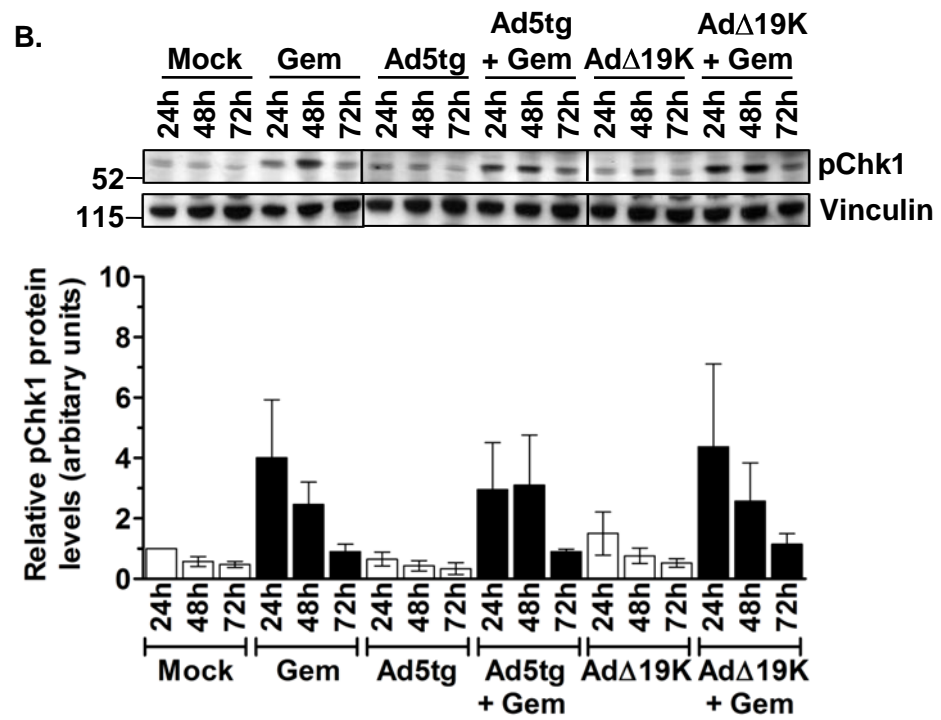 B.
Mock Gem Ad5tg Ad5tg + Gem AdΔ19K AdΔ19K + Gem
24h 48h 72h 24h 48h 72h 24h 48h 72h 24h 48h 72h 24h 48h 72h 24h 48h 72h
52 pChk1
115 Vinculin
Relative pChk1 protein
levels (arbitary units)
10
8
6
4
2
0
24h 48h 72h 24h 48h 72h 24h 48h 72h 24h 48h 72h 24h 48h 72h 24h 48h 72h
Mock Gem Ad5tg Ad5tg + Gem AdΔ19K AdΔ19K + Gem